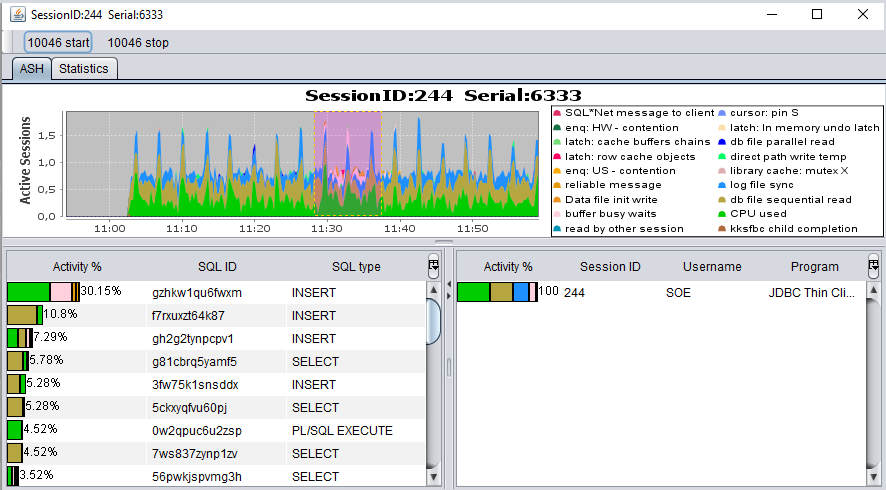 SessionID:244 Serial:6333
10046 start 10046 stop
ASH Statistics
SessionID:244 Serial:6333
Active Sessions
1,5
1,0
0,5
0,0
11:00 11:10 11:20 11:30 11:40 11:50
SQL*Net message to client cursor: pin S
enq: HW - contention latch: In memory undo latch
latch: cache buffers chains db file parallel read
latch: row cache objects direct path write temp
enq: US - contention library cache: mutex X
reliable message log file sync
Data file init write db file sequential read
buffer busy waits CPU used
read by other session kksfbc child completion
Activity % SQL ID SQL type
30.15% gzhkw1qu6fwxm INSERT
10.8% f7rxuxzt64k87 INSERT
7.29% gh2g2tynpcpv1 INSERT
5.78% g81cbrq5yamf5 SELECT
5.28% 3fw75k1snsddx INSERT
5.28% 5ckxyqfvu60pj SELECT
4.52% 0w2qpuc6u2zsp PL/SQL EXECUTE
4.52% 7ws837zynp1zv SELECT
3.52% 56pwkjspvmg3h SELECT
Activity % Session ID Username Program
100 244 SOE JDBC Thin Cli...